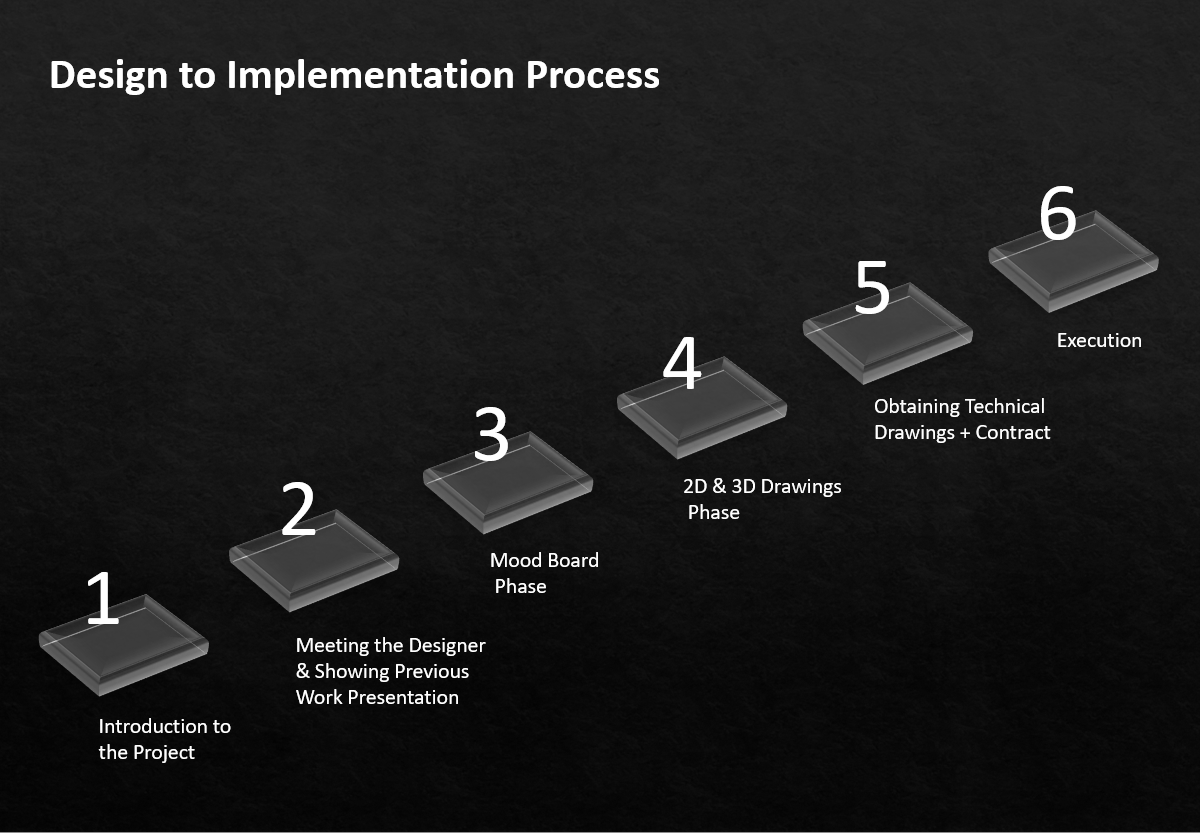 Design to Implementation Process
1
Introduction to
the Project
2
Meeting the Designer
& Showing Previous
Work Presentation
3
Mood Board
Phase
4
2D & 3D Drawings
Phase
5
Obtaining Technical
Drawings + Contract
6
Execution